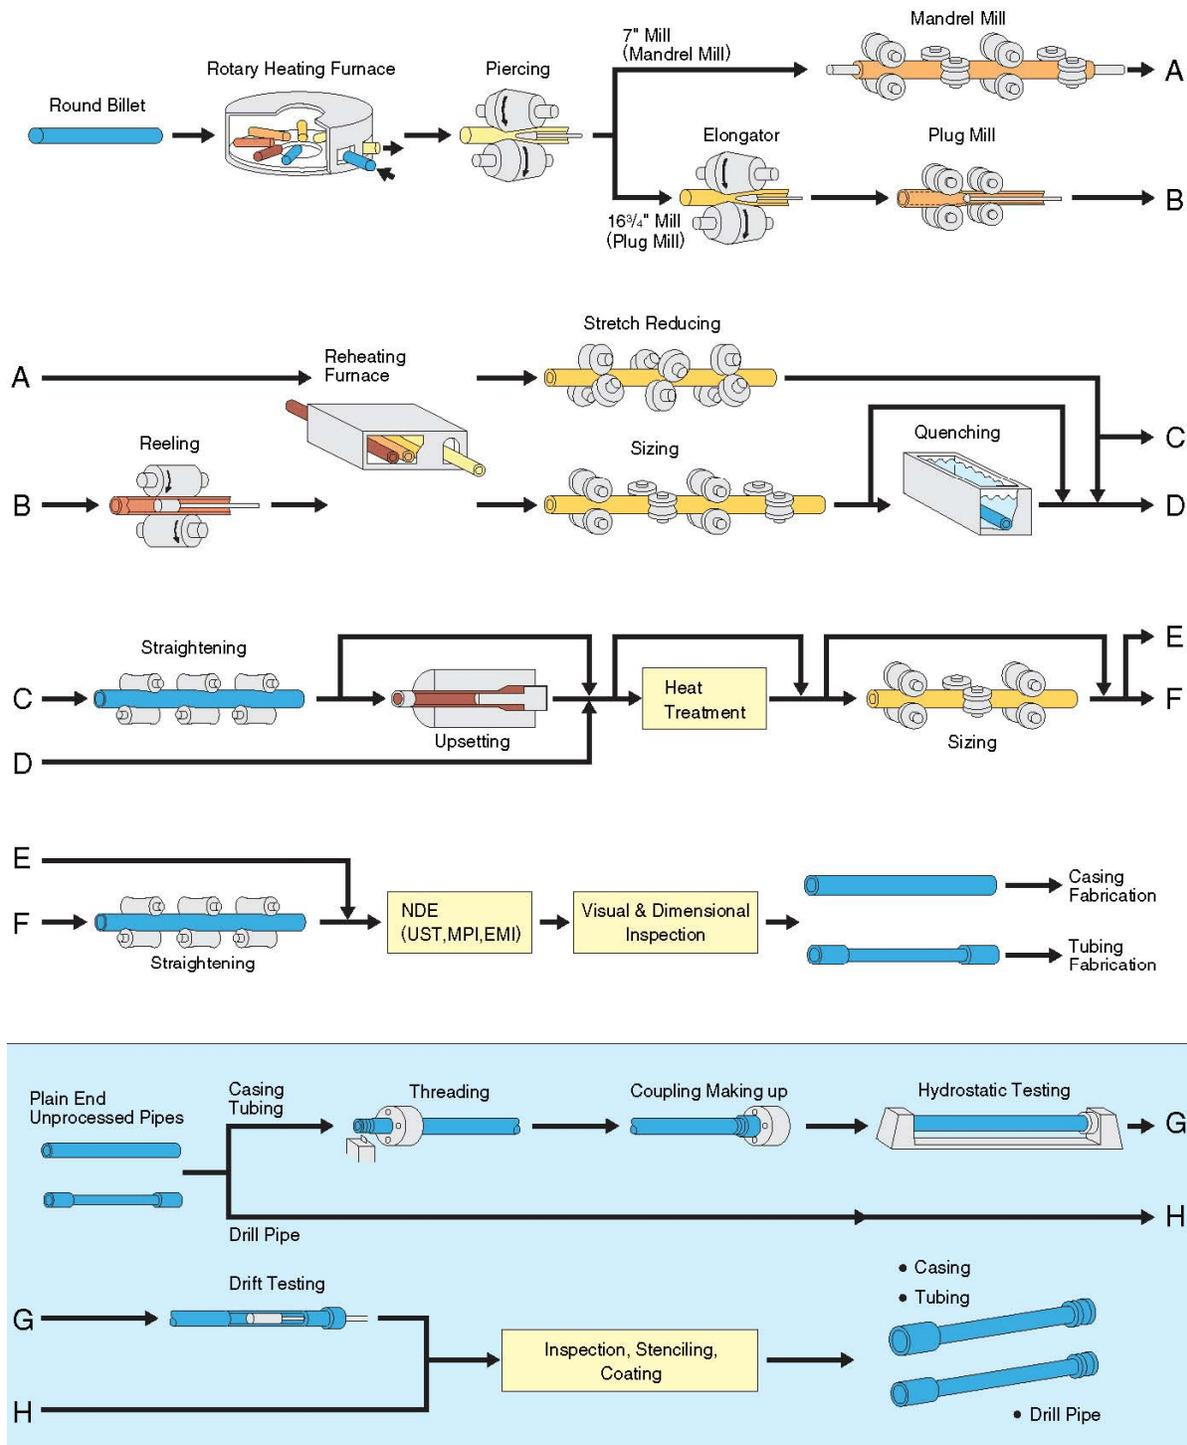 Mandrel Mill
7" Mill
(Mandrel Mill)
Rotary Heating Furnace
Piercing
A
Round Billet
Elongator
Plug Mill
B
16¾" Mill
(Plug Mill)
Stretch Reducing
A
Reheating
Furnace
Reeling
Sizing
Quenching
C
B
D
E
Straightening
C
Heat
Treatment
F
Upsetting
Sizing
D
E
Casing
Fabrication
F
NDE
(UST,MPI,EMI)
Visual & Dimensional
Inspection
Straightening
Tubing
Fabrication
Plain End
Unprocessed Pipes
Casing
Tubing
Threading
Coupling Making up
Hydrostatic Testing
G
H
Drill Pipe
Drift Testing
• Casing
• Tubing
G
Inspection, Stenciling,
Coating
H
• Drill Pipe